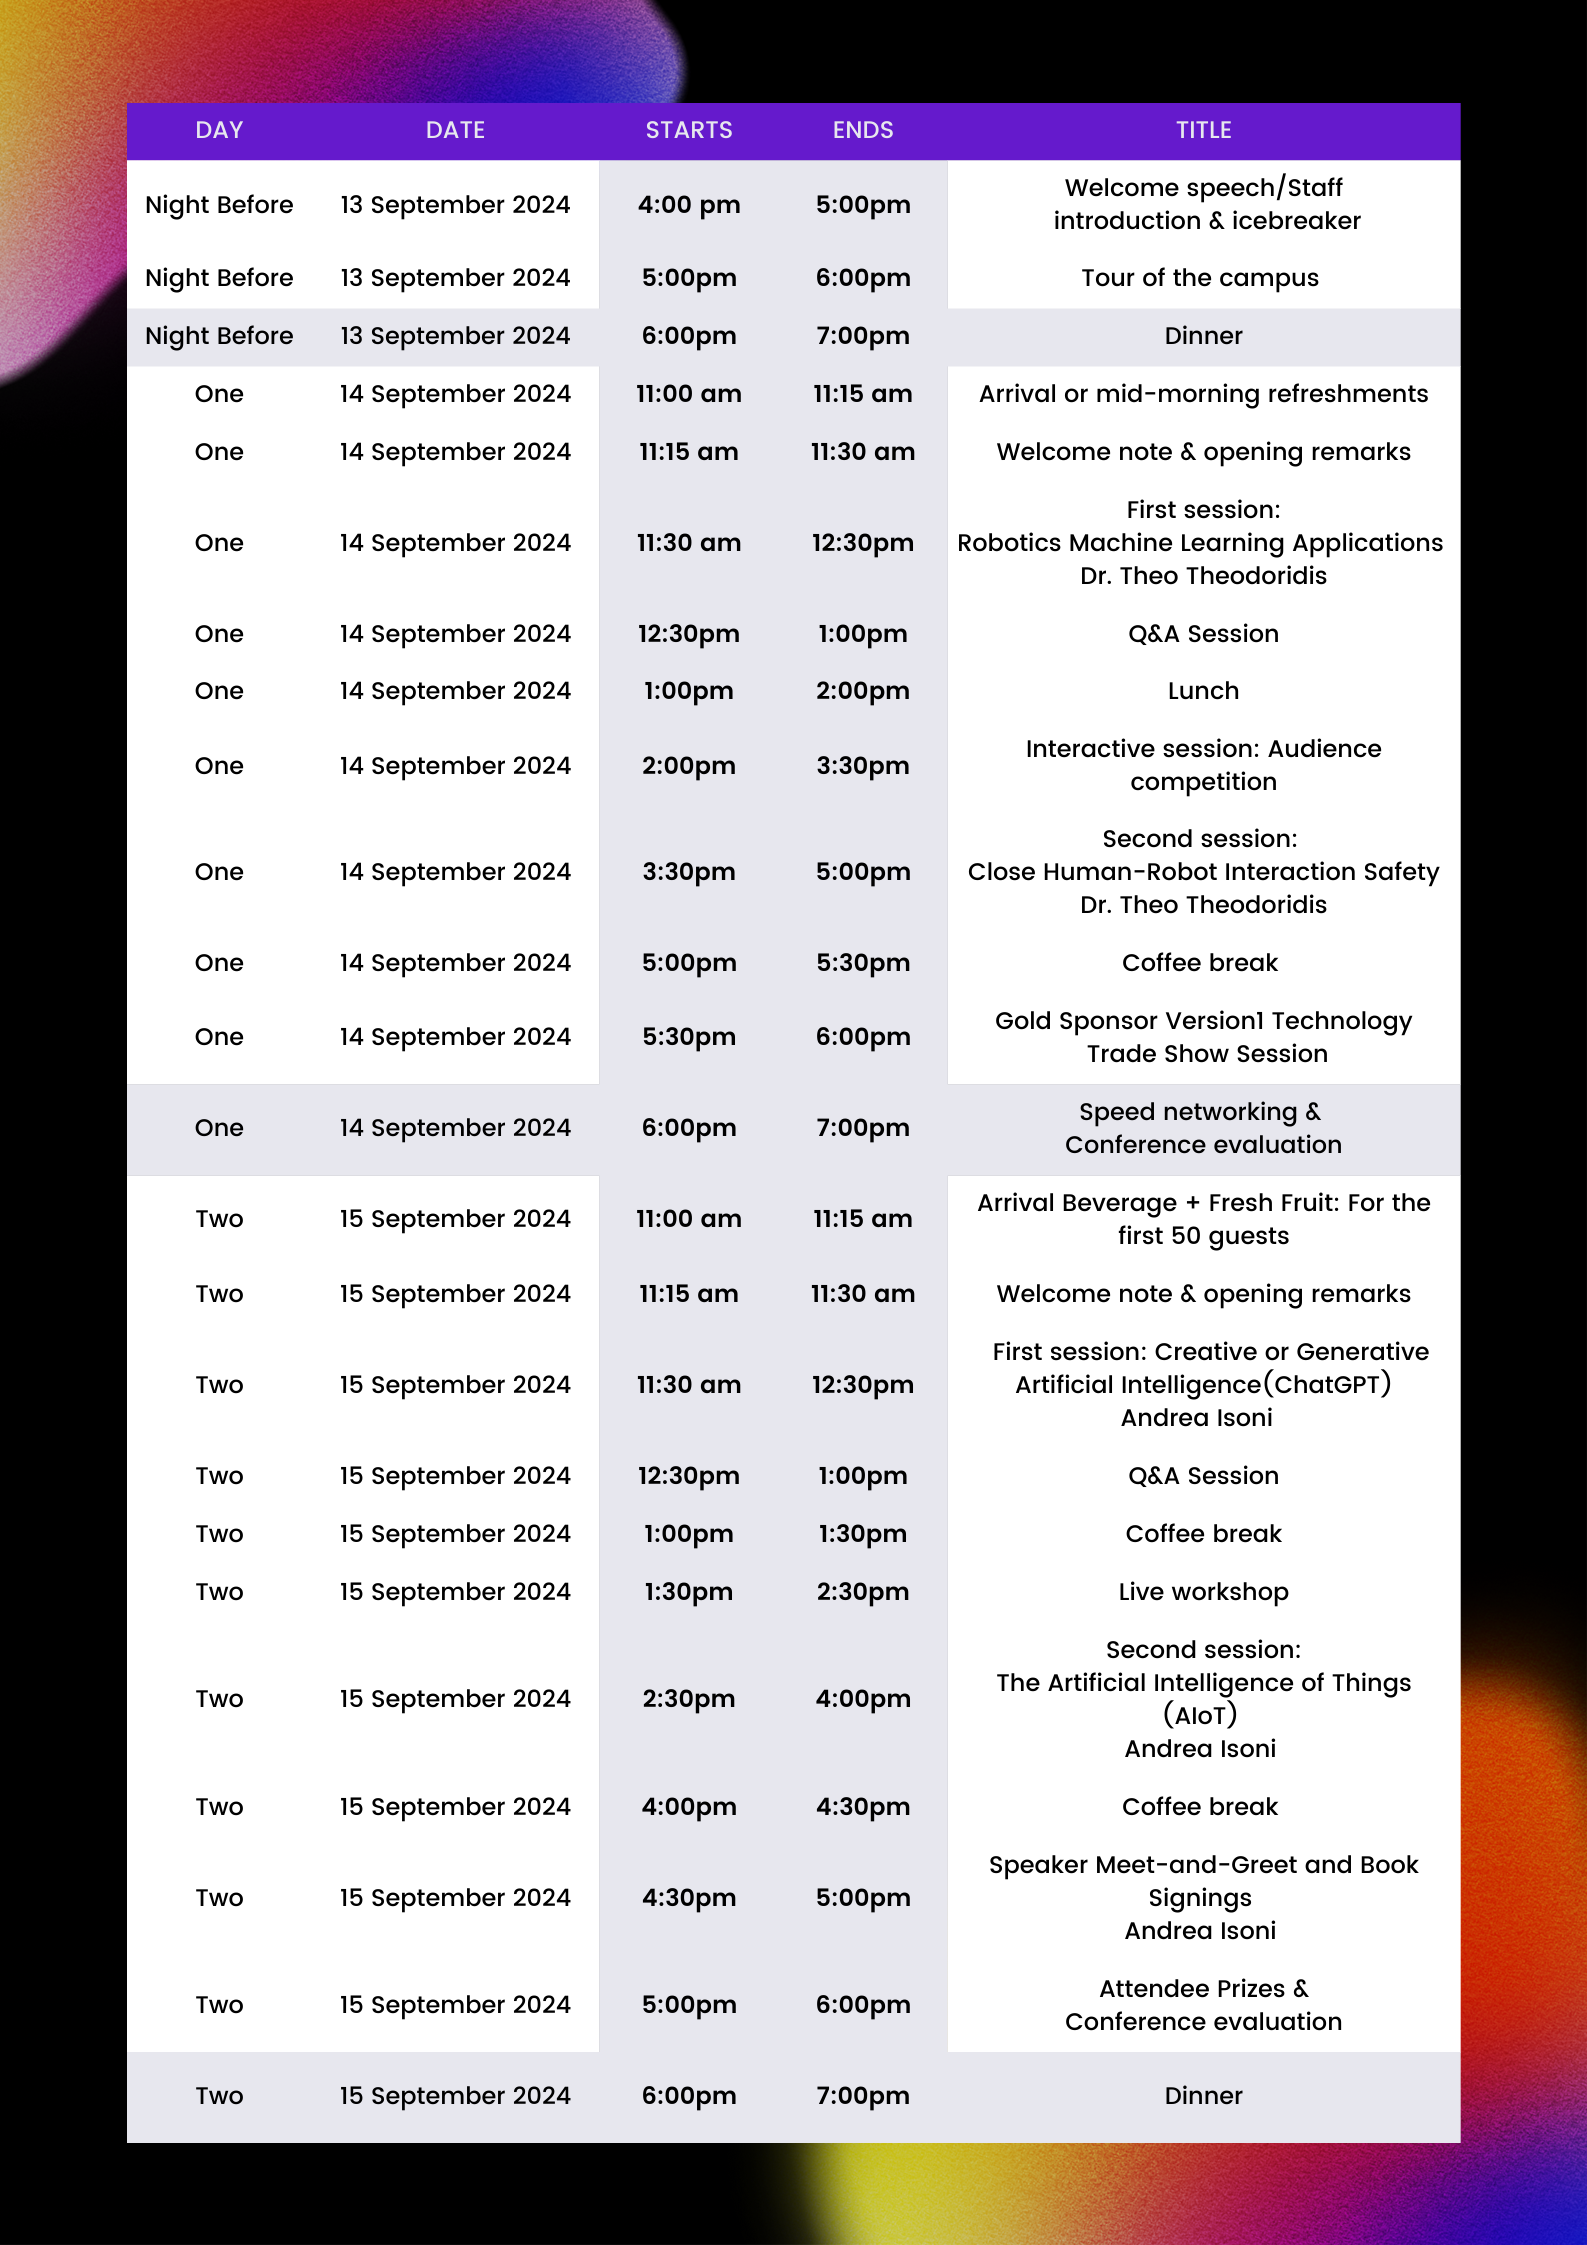 DAY DATE STARTS ENDS TITLE
Night Before 13 September 2024 4:00 pm 5:00pm Welcome speech/Staff
introduction & icebreaker
Night Before 13 September 2024 5:00pm 6:00pm Tour of the campus
Night Before 13 September 2024 6:00pm 7:00pm Dinner
One 14 September 2024 11:00 am 11:15 am Arrival or mid-morning refreshments
One 14 September 2024 11:15 am 11:30 am Welcome note & opening remarks
First session:
One 14 September 2024 11:30 am 12:30pm Robotics Machine Learning Applications
Dr. Theo Theodoridis
One 14 September 2024 12:30pm 1:00pm Q&A Session
One 14 September 2024 1:00pm 2:00pm Lunch
One 14 September 2024 2:00pm 3:30pm Interactive session: Audience
competition
Second session:
One 14 September 2024 3:30pm 5:00pm Close Human-Robot Interaction Safety
Dr. Theo Theodoridis
One 14 September 2024 5:00pm 5:30pm Coffee break
One 14 September 2024 5:30pm 6:00pm Gold Sponsor Version1 Technology
Trade Show Session
One 14 September 2024 6:00pm 7:00pm Speed networking &
Conference evaluation
Two 15 September 2024 11:00 am 11:15 am Arrival Beverage + Fresh Fruit: For the
first 50 guests
Two 15 September 2024 11:15 am 11:30 am Welcome note & opening remarks
First session: Creative or Generative
Two 15 September 2024 11:30 am 12:30pm Artificial Intelligence(ChatGPT)
Andrea Isoni
Two 15 September 2024 12:30pm 1:00pm Q&A Session
Two 15 September 2024 1:00pm 1:30pm Coffee break
Two 15 September 2024 1:30pm 2:30pm Live workshop
Second session:
The Artificial Intelligence of Things
Two 15 September 2024 2:30pm 4:00pm (AIoT)
Andrea Isoni
Two 15 September 2024 4:00pm 4:30pm Coffee break
Speaker Meet-and-Greet and Book
Two 15 September 2024 4:30pm 5:00pm Signings
Andrea Isoni
Two 15 September 2024 5:00pm 6:00pm Attendee Prizes &
Conference evaluation
Two 15 September 2024 6:00pm 7:00pm Dinner